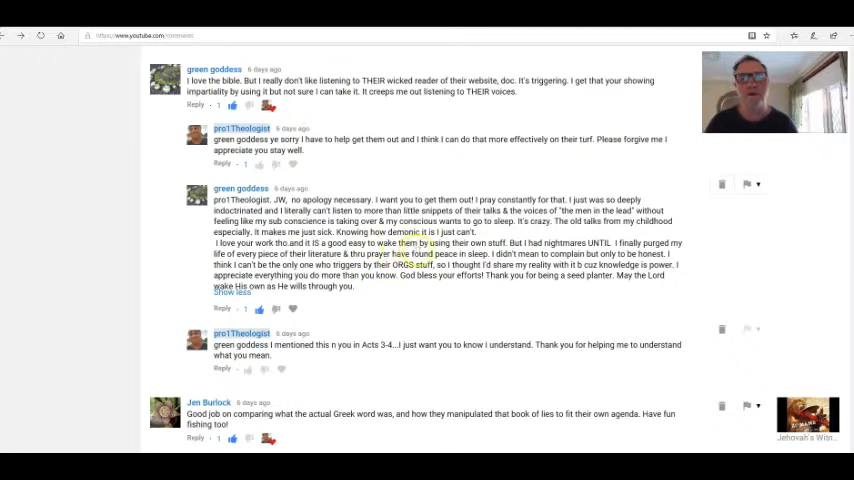 https://www.youtube.com/comments
green goddess 6 days ago
I love the bible. But I really don't like listening to THEIR wicked reader of their website, doc. It's triggering. I get that your showing
impartiality by using it but not sure I can take it. It creeps me out listening to THEIR voices.
Reply · 1
pro1Theologist 6 days ago
green goddess ye sorry I have to help get them out and I think I can do that more effectively on their turf. Please forgive me I
appreciate you stay well.
Reply · 1
green goddess 6 days ago
pro1Theologist. JW, no apology necessary. I want you to get them out! I pray constantly for that. I just was so deeply
indoctrinated and I literally can't listen to more than little snippets of their talks & the voices of "the men in the lead" without
feeling like my sub conscience is taking over & my conscious wants to go to sleep. It's crazy. The old talks from my childhood
especially. It makes me just sick. Knowing how demonic it is I just can't.
I love your work tho.and it IS a good easy to wake them by using their own stuff. But I had nightmares UNTIL I finally purged my
life of every piece of their literature & thru prayer have found peace in sleep. I didn't mean to complain but only to be honest. I
think I can't be the only one who triggers by their ORGS stuff, so I thought I'd share my reality with it b cuz knowledge is power. I
appreciate everything you do more than you know. God bless your efforts! Thank you for being a seed planter. May the Lord
wake His own as He wills through you.
Show less
Reply · 1
pro1Theologist 6 days ago
green goddess I mentioned this n you in Acts 3-4...I just want you to know I understand. Thank you for helping me to understand
what you mean.
Reply ·
Jen Burlock 6 days ago
Good job on comparing what the actual Greek word was, and how they manipulated that book of lies to fit their own agenda. Have fun
fishing too!
Reply · 1
Jehovah's Witn...